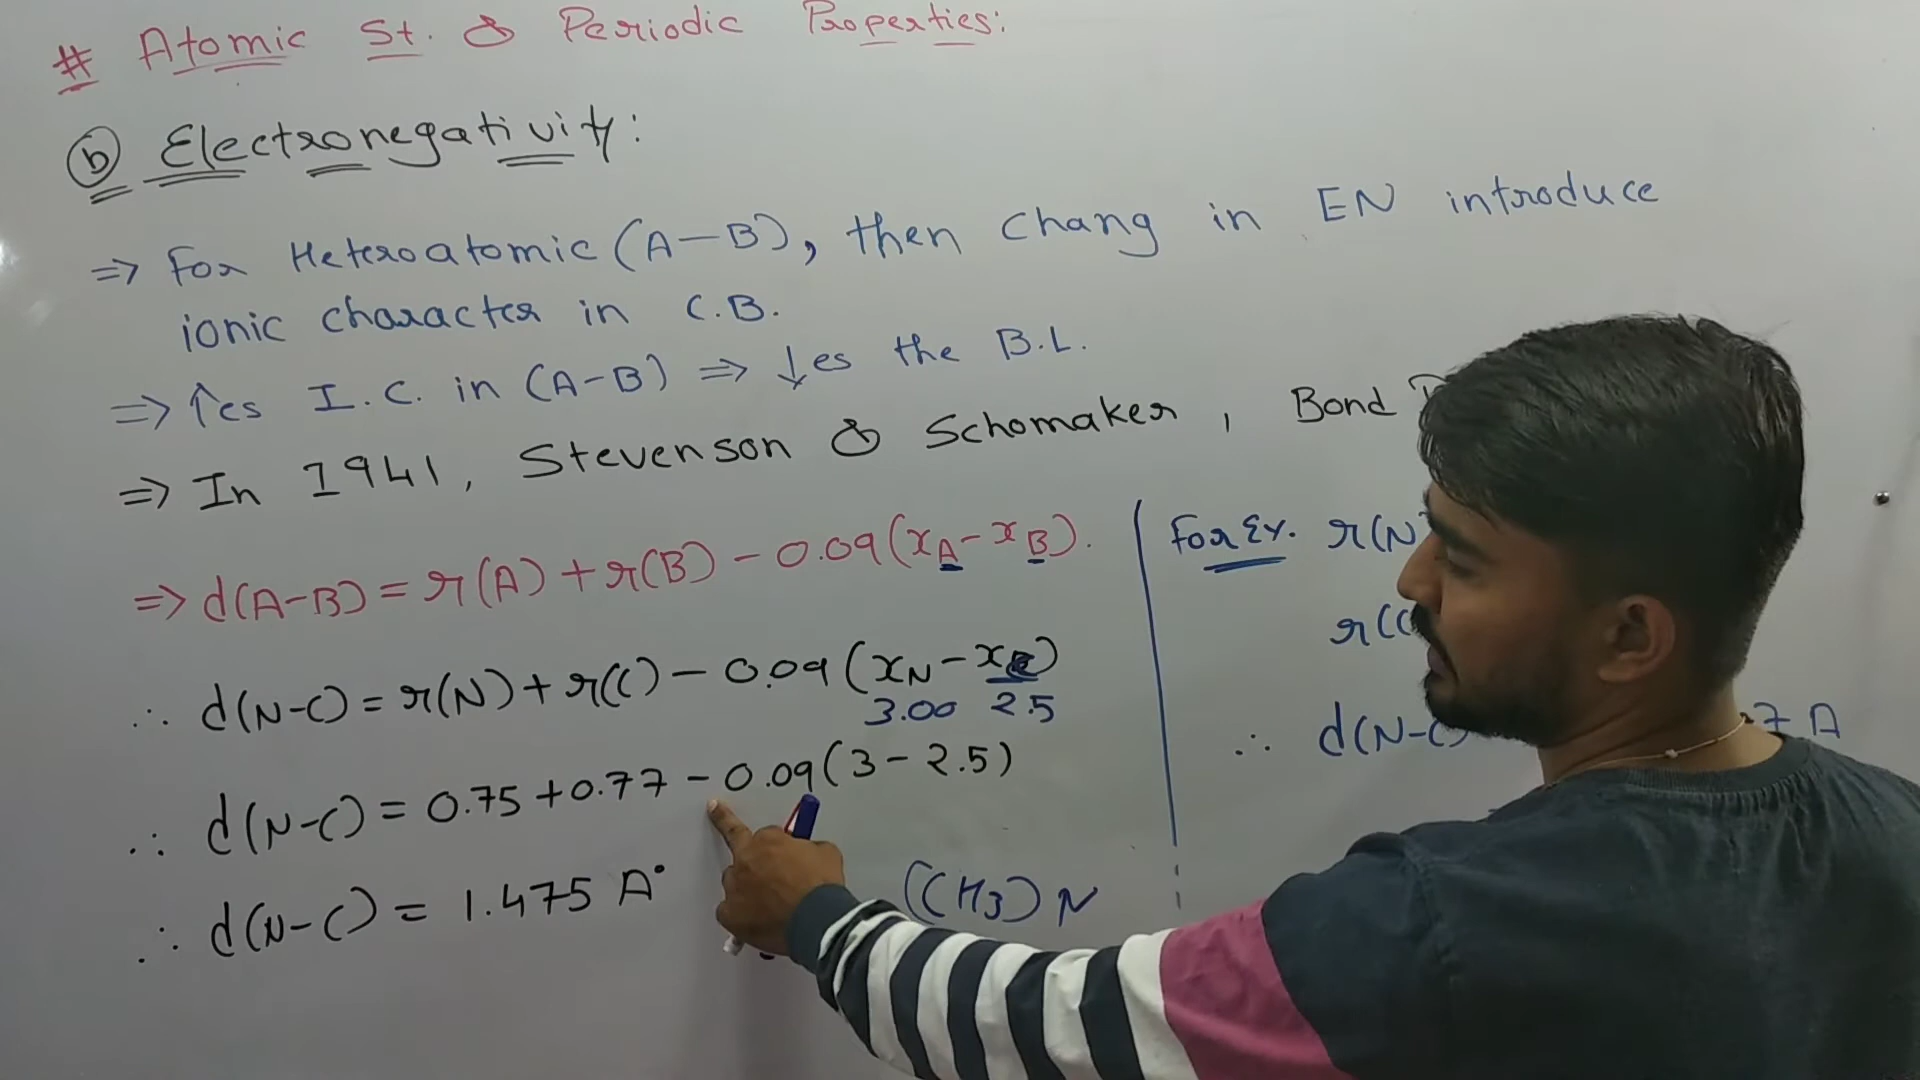 # Atomic St. & Periodic Properties:
(b) Electronegativity:
⇒ For Heteroatomic (A-B), then Chang in EN introduce
ionic character in C.B.
⇒ ↑es I.C. in (A-B) ⇒ ↓es the B.L.
⇒ In 1941, Stevenson & Schomaker, Bond
⇒ d(A-B) = r(A) + r(B) - 0.09(xA - xB).
∴ d(N-C) = r(N) + r(C) - 0.09 (xN - xC)
3.00 2.5
∴ d(N-C) = 0.75 + 0.77 - 0.09(3 - 2.5)
∴ d(N-C) = 1.475 A°
(CH3) N
For Ex. r(N
r(C
∴ d(N-C
7 A